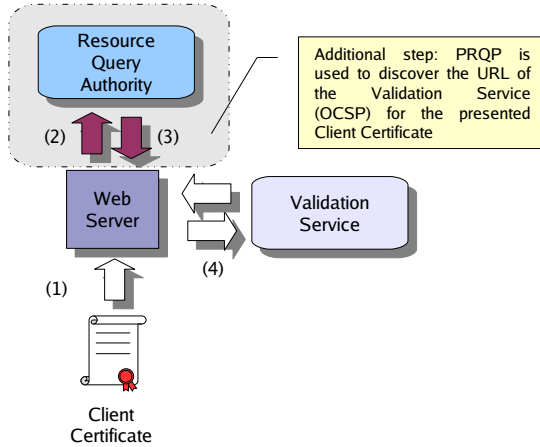 Resource
Query
Authority
Additional step: PRQP is
used to discover the URL of
the Validation Service
(OCSP) for the presented
Client Certificate
(2)
(3)
Web
Server
Validation
Service
(4)
(1)
Client
Certificate